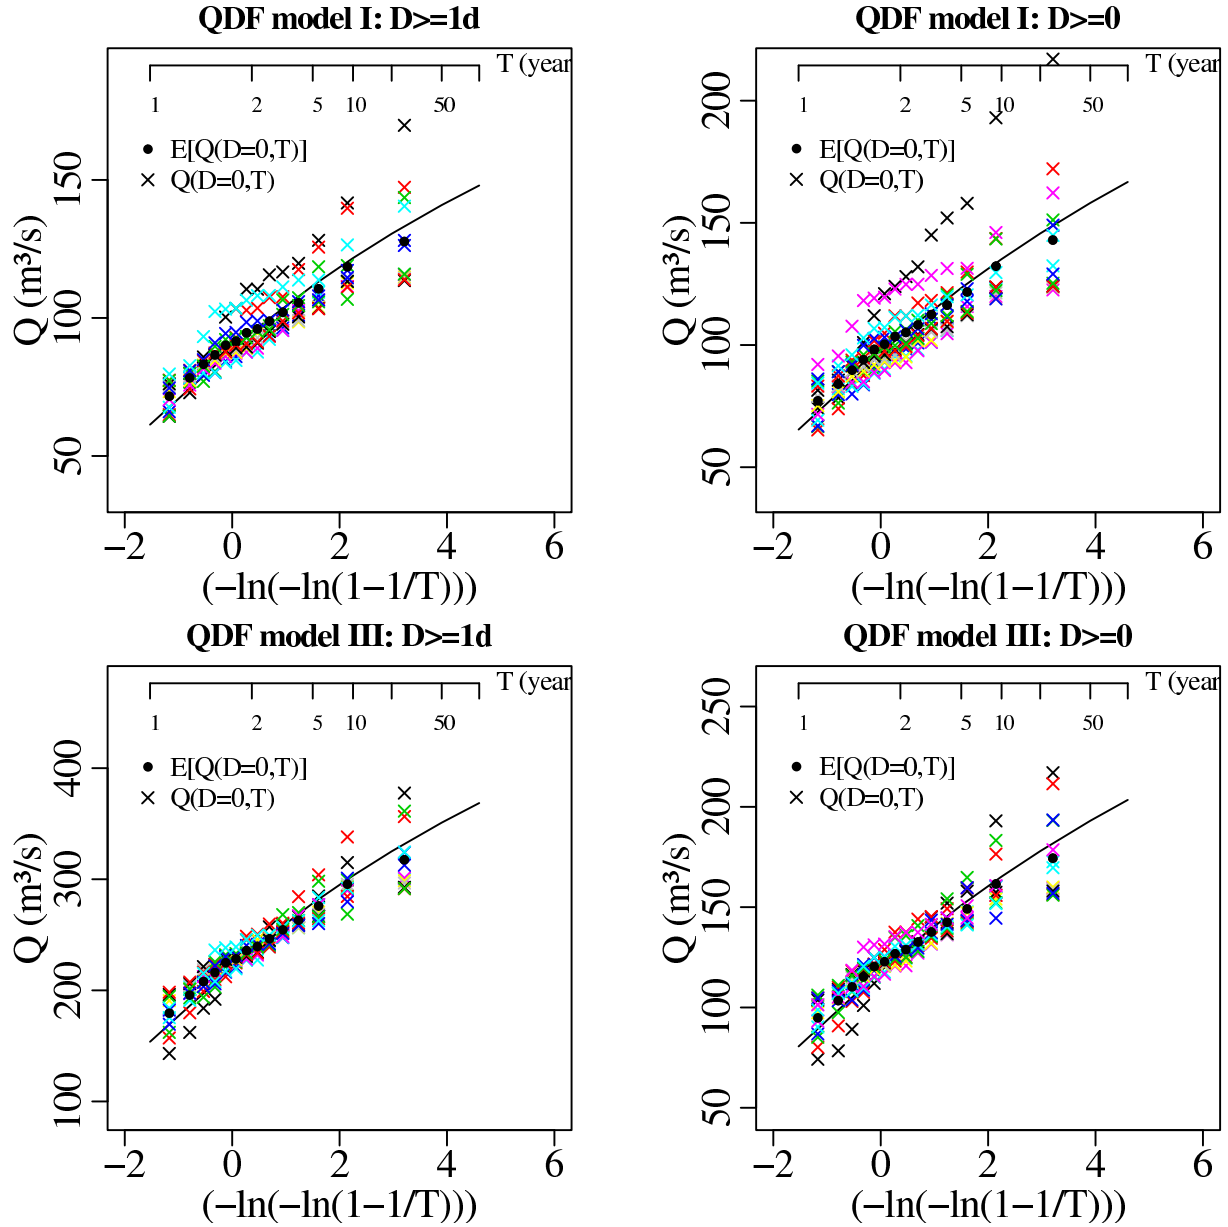 QDF model I: D>=1d
T (year
1 2 5 10 50
E[Q(D=0,T)]
Q(D=0,T)
Q (m³/s)
50 100 150
−2 0 2 4 6
(−ln(−ln(1−1/T)))
QDF model I: D>=0
T (year
1 2 5 10 50
E[Q(D=0,T)]
Q(D=0,T)
Q (m³/s)
50 100 150 200
−2 0 2 4 6
(−ln(−ln(1−1/T)))
QDF model III: D>=1d
T (year
1 2 5 10 50
E[Q(D=0,T)]
Q(D=0,T)
Q (m³/s)
100 200 300 400
−2 0 2 4 6
(−ln(−ln(1−1/T)))
QDF model III: D>=0
T (year
1 2 5 10 50
E[Q(D=0,T)]
Q(D=0,T)
Q (m³/s)
50 100 150 200 250
−2 0 2 4 6
(−ln(−ln(1−1/T)))